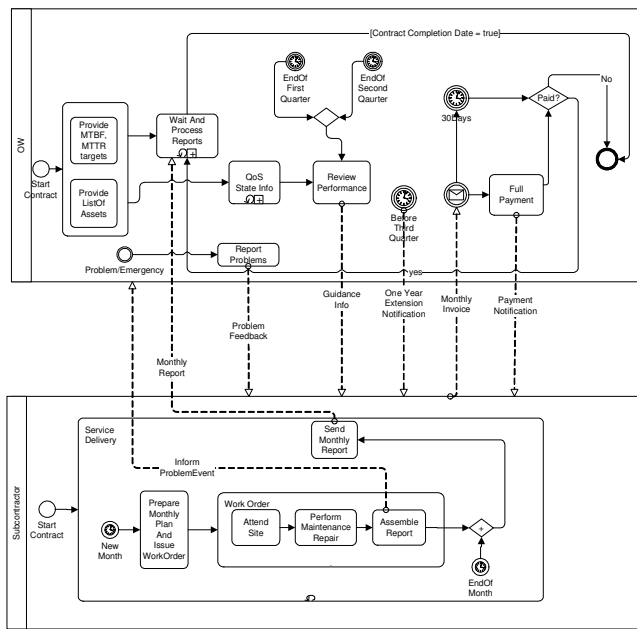 [Contract Completion Date = true]
OW
Start
Contract
Provide
MTBF,
MTTR
targets
Provide
ListOf
Assets
Wait And
Process
Reports
QoS
State Info
EndOf
First
Quarter
EndOf
Second
Qaurter
Review
Performance
30Days
Before
Third
Quarter
Full
Payment
Paid?
No
yes
Problem/Emergency
Report
Problems
Problem
Feedback
Guidance
Info
One Year
Extension
Notification
Monthly
Invoice
Payment
Notification
Monthly
Report
Inform
ProblemEvent
Subcontractor
Start
Contract
Service
Delivery
Send
Monthly
Report
New
Month
Prepare
Monthly
Plan
And
Issue
WorkOrder
Work Order
Attend
Site
Perform
Maintenance
Repair
Assemble
Report
+
EndOf
Month